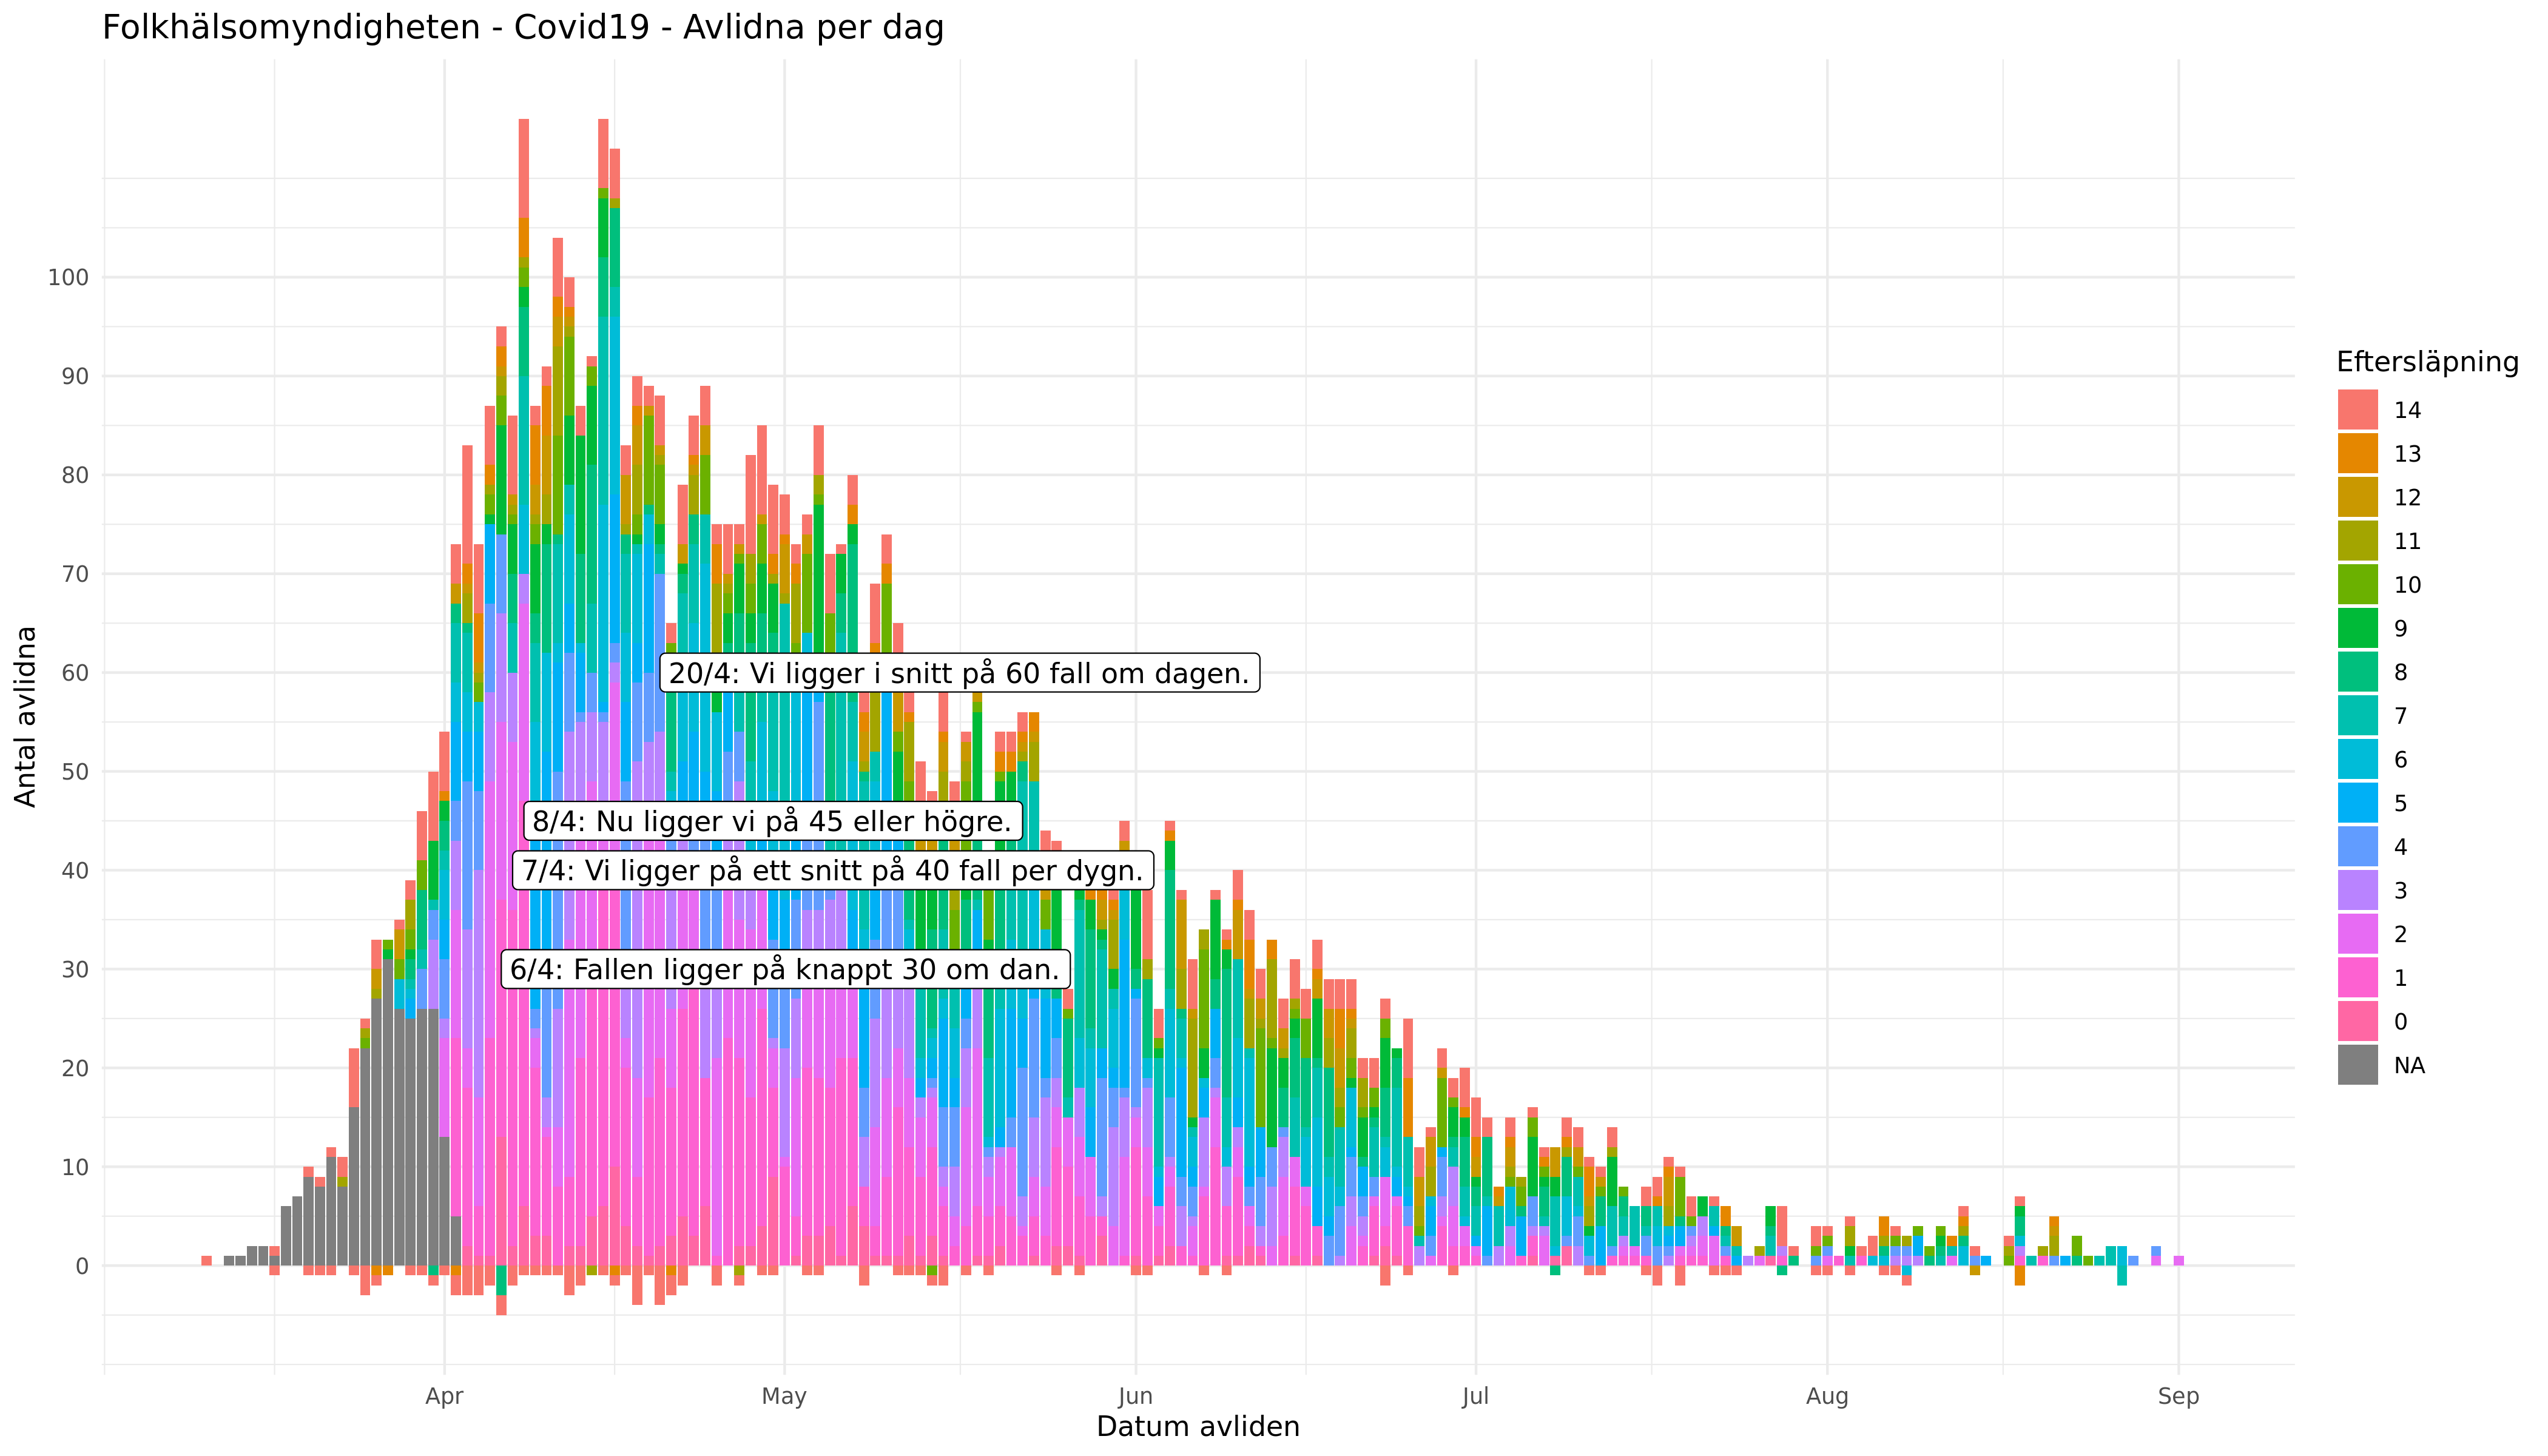 Folkhälsomyndigheten - Covid19 - Avlidna per dag
Antal avlidna
100
90
80
70
60
50
40
30
20
10
0
20/4: Vi ligger i snitt på 60 fall om dagen.
8/4: Nu ligger vi på 45 eller högre.
7/4: Vi ligger på ett snitt på 40 fall per dygn.
6/4: Fallen ligger på knappt 30 om dan.
Apr May Jun Jul Aug Sep
Datum avliden
Eftersläpning
14
13
12
11
10
9
8
7
6
5
4
3
2
1
0
NA